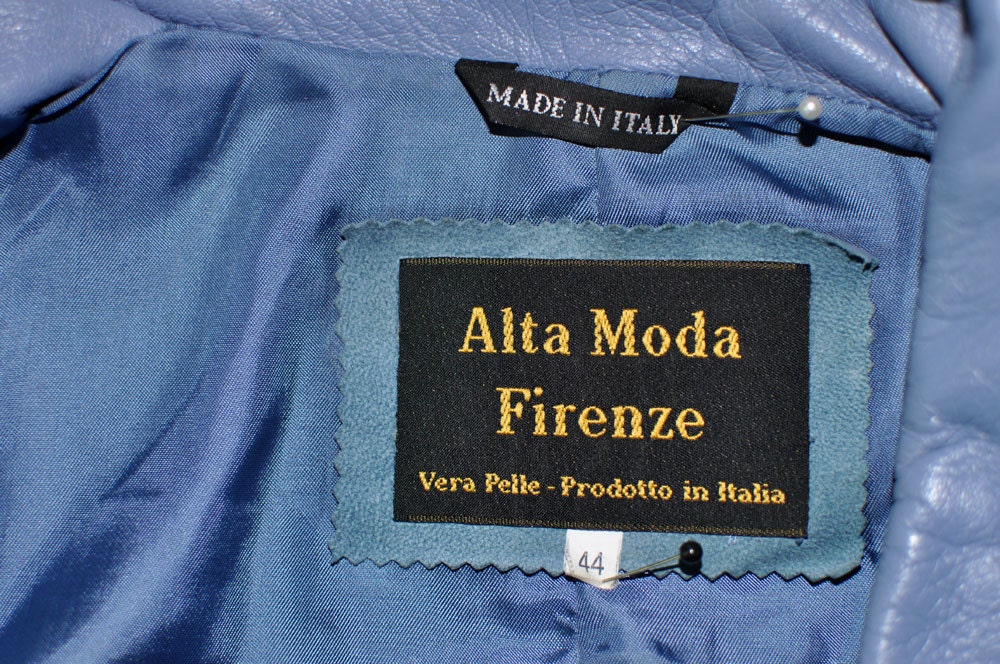 MADE IN ITALY
Alta Moda
Firenze
Vera Pelle - Prodotto in Italia
44